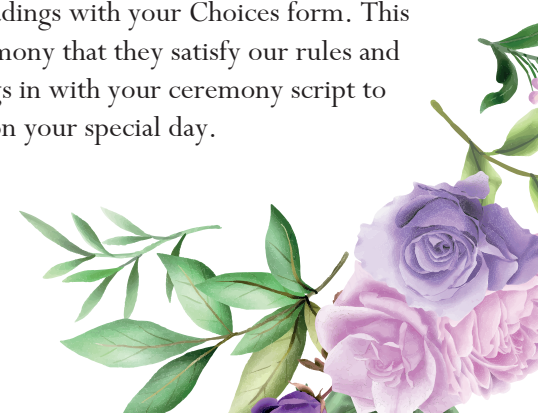 dings with your Choices form. This
mony that they satisfy our rules and
s in with your ceremony script to
on your special day.